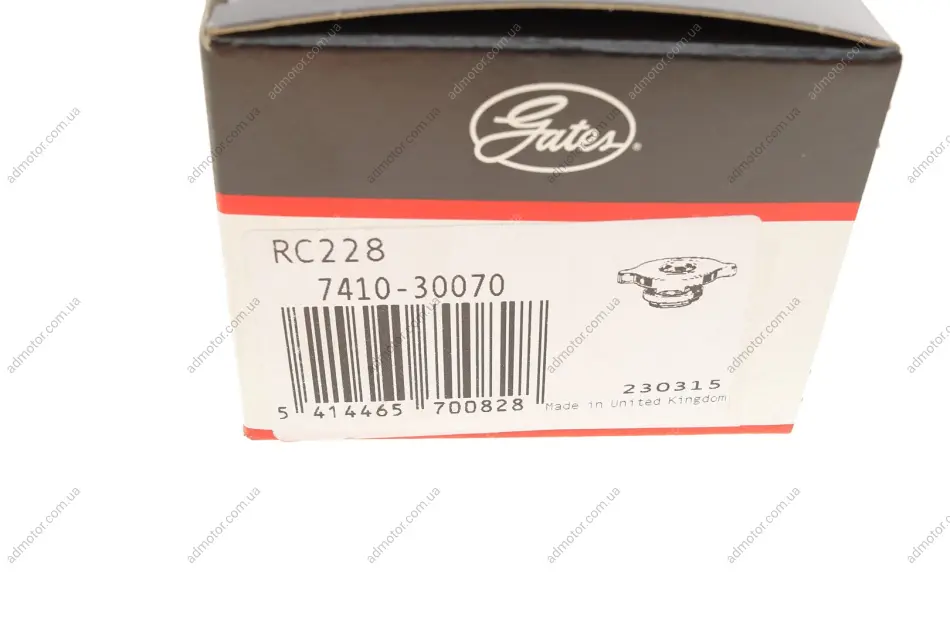 Gates®
RC228
7410-30070
5 414465 700828
230315
Made in United Kingdom
admotor.com.ua